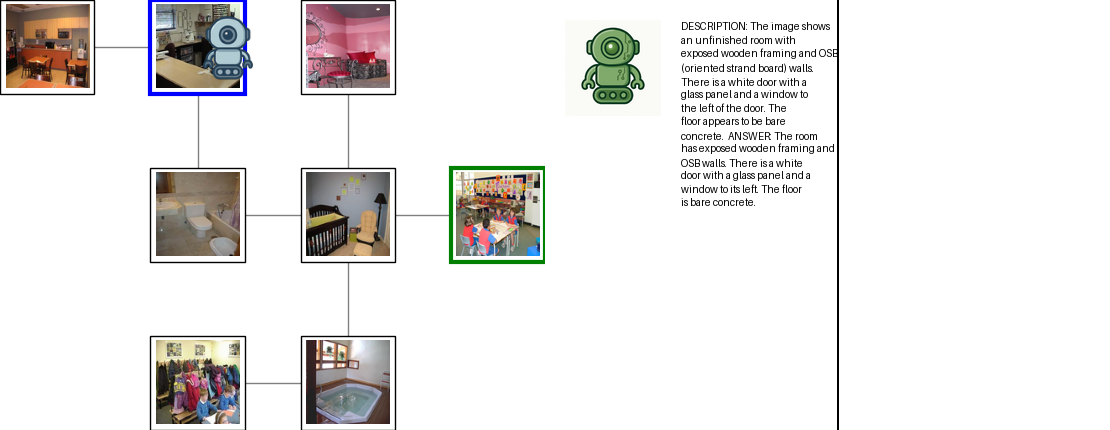 DESCRIPTION: The image shows
an unfinished room with
exposed wooden framing and OSB
(oriented strand board) walls.
There is a white door with a
glass panel and a window to
the left of the door. The
floor appears to be bare
concrete. ANSWER: The room
has exposed wooden framing and
OSB walls. There is a white
door with a glass panel and a
window to its left. The floor
is bare concrete.